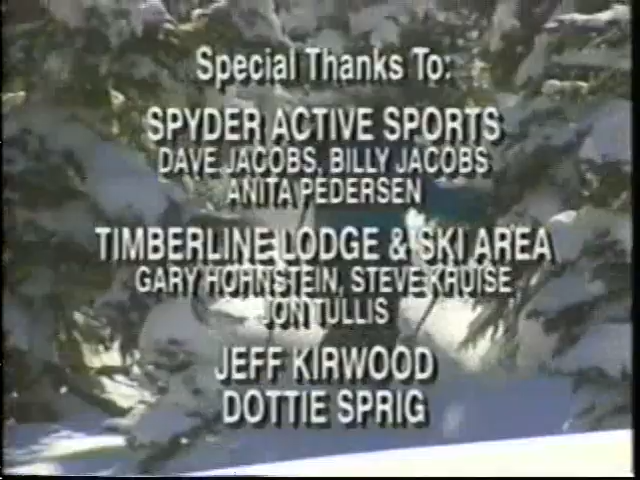 Special Thanks To:
SPYDER ACTIVE SPORTS
DAVE JACOBS, BILLY JACOBS
ANITA PEDERSEN
TIMBERLINE LODGE & SKI AREA
GARY HORNSTEIN, STEVE KRUISE
JON TULLIS
JEFF KIRWOOD
DOTTIE SPRIG